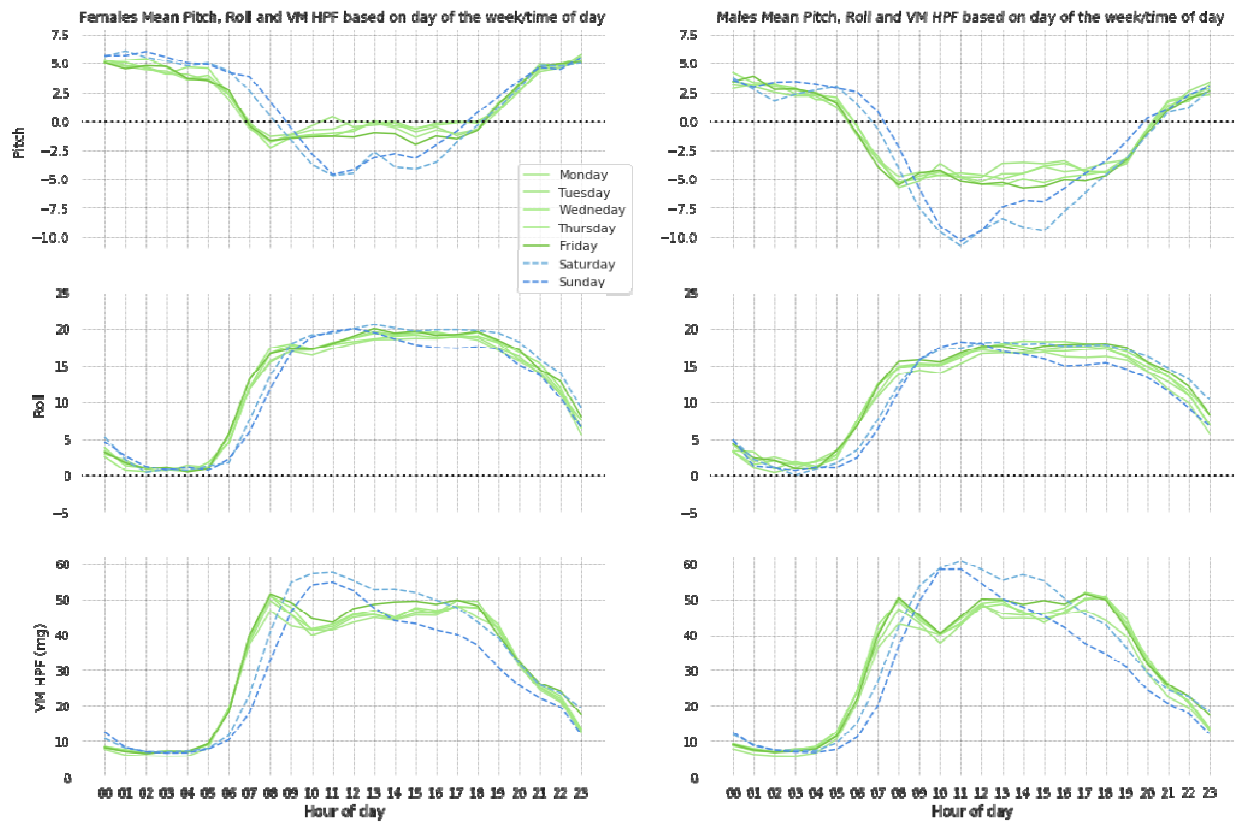 Females Mean Pitch, Roll and VM HPF based on day of the week/time of day
7.5
5.0
2.5
0.0
−2.5
−5.0
−7.5
−10.0
Pitch
Monday
Tuesday
Wedneday
Thursday
Friday
Saturday
Sunday
25
20
15
10
5
0
−5
Roll
60
50
40
30
20
10
0
VM HPF (mg)
00 01 02 03 04 05 06 07 08 09 10 11 12 13 14 15 16 17 18 19 20 21 22 23
Hour of day
Males Mean Pitch, Roll and VM HPF based on day of the week/time of day
7.5
5.0
2.5
0.0
−2.5
−5.0
−7.5
−10.0
25
20
15
10
5
0
−5
60
50
40
30
20
10
0
00 01 02 03 04 05 06 07 08 09 10 11 12 13 14 15 16 17 18 19 20 21 22 23
Hour of day